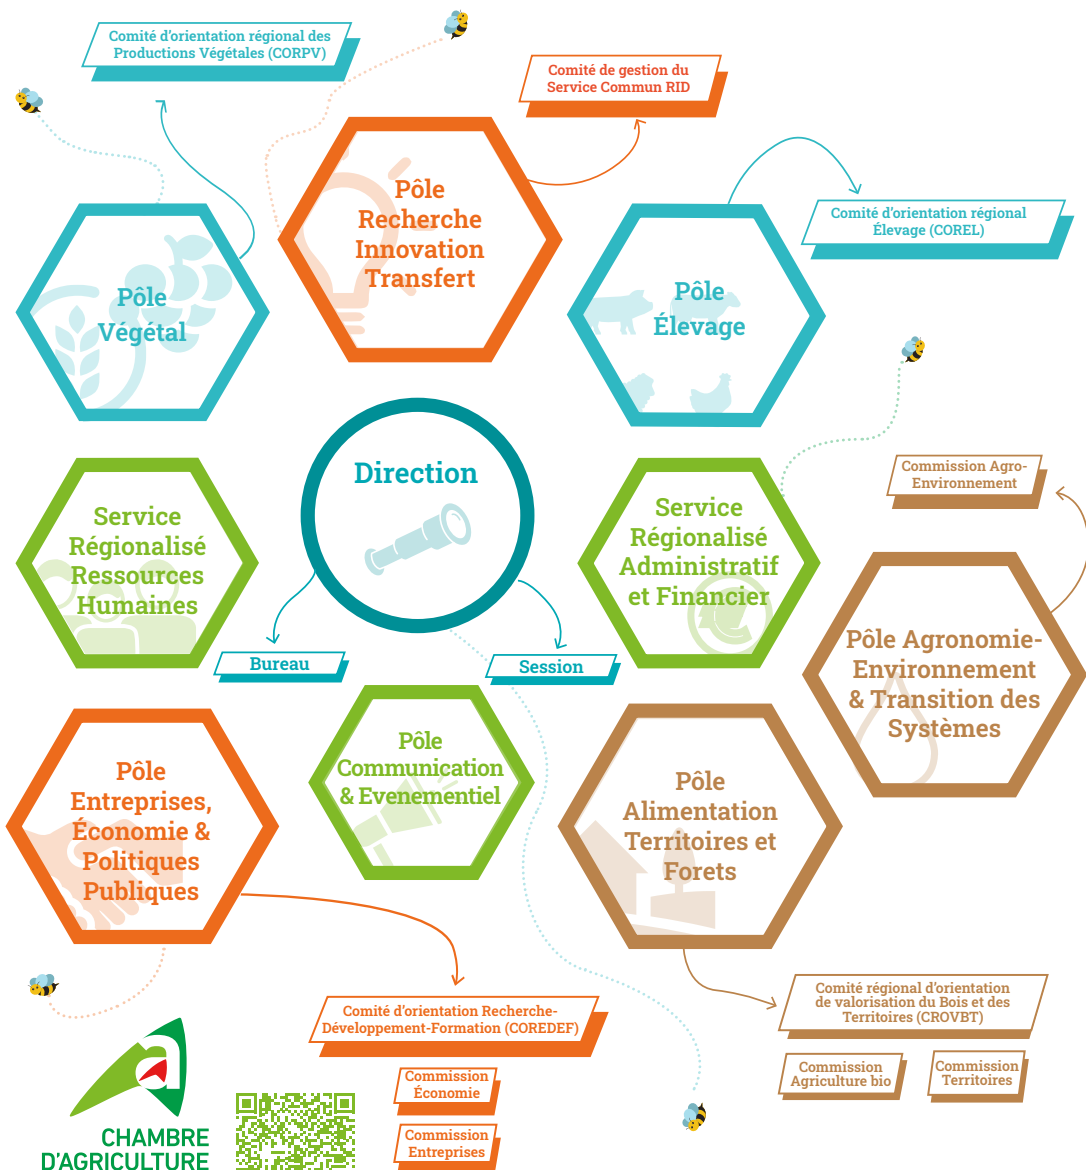 Comité d'orientation régional des
Productions Végétales (CORPV)
Comité de gestion du
Service Commun RID
Pôle
Recherche
Innovation
Transfert
Comité d'orientation régional
Élevage (COREL)
Pôle
Végétal
Pôle
Élevage
Direction
Commission Agro-
Environnement
Service
Régionalisé
Ressources
Humaines
Service
Régionalisé
Administratif
et Financier
Bureau
Session
Pôle Agronomie-
Environnement
& Transition des
Systèmes
Pôle
Communication
& Evenementiel
Pôle
Entreprises,
Économie &
Politiques
Publiques
Pôle
Alimentation
Territoires et
Forets
Comité d'orientation Recherche-
Développement-Formation (COREDEF)
Commission
Économie
Commission
Entreprises
Comité régional d'orientation
de valorisation du Bois et des
Territoires (CROVBT)
Commission
Agriculture bio
Commission
Territoires
CHAMBRE
D'AGRICULTURE